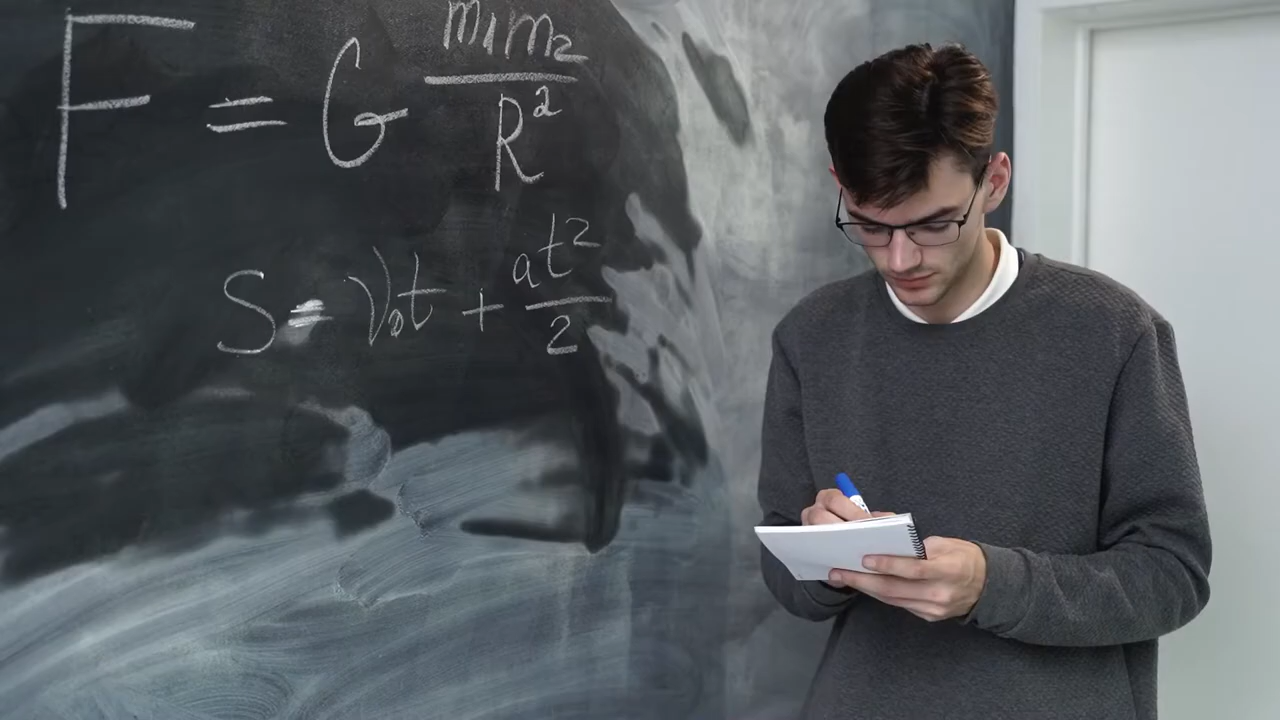 F = G m₁m₂/R²
S = V₀t + at²/2